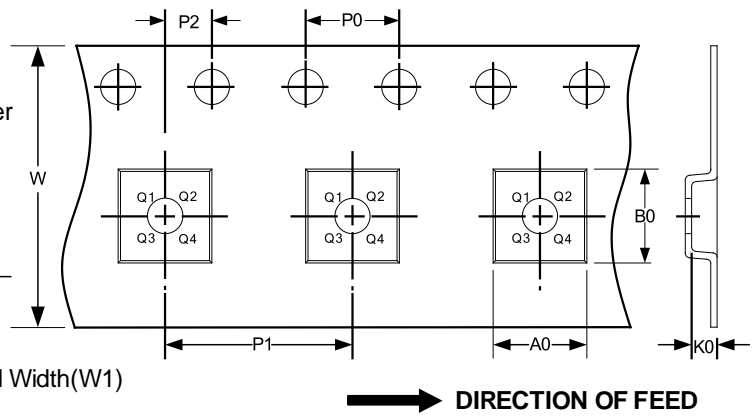 P2
P0
er
W
Q1 Q2
Q3 Q4
Q1 Q2
Q3 Q4
Q1 Q2
Q3 Q4
B0
P1
A0
K0
l Width(W1)
DIRECTION OF FEED